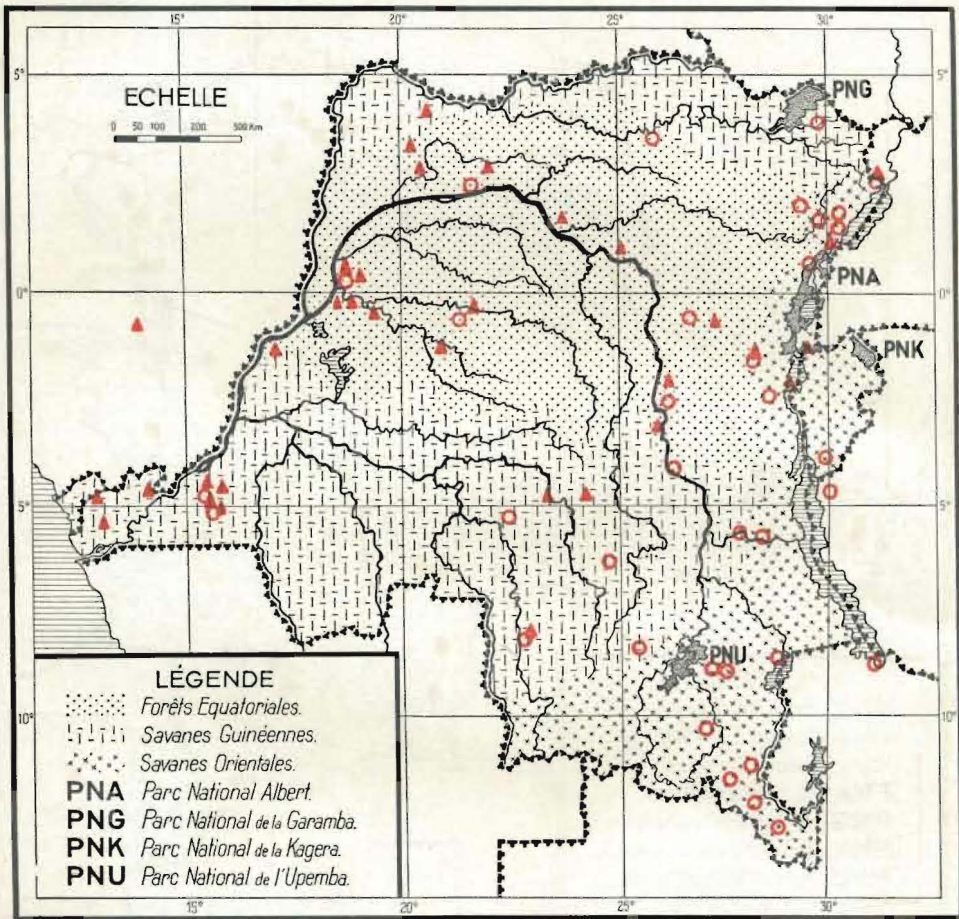 15° 20° 25° 30°
5°
ECHELLE
0 50 100 200 300 Km
PNG
PNA
0°
PNK
5°
PNU
10°
LÉGENDE
Forêts Equatoriales.
Savanes Guinéennes.
Savanes Orientales.
PNA Parc National Albert.
PNG Parc National de la Garamba.
PNK Parc National de la Kagera.
PNU Parc National de l'Upemba.
15° 20° 25° 30°